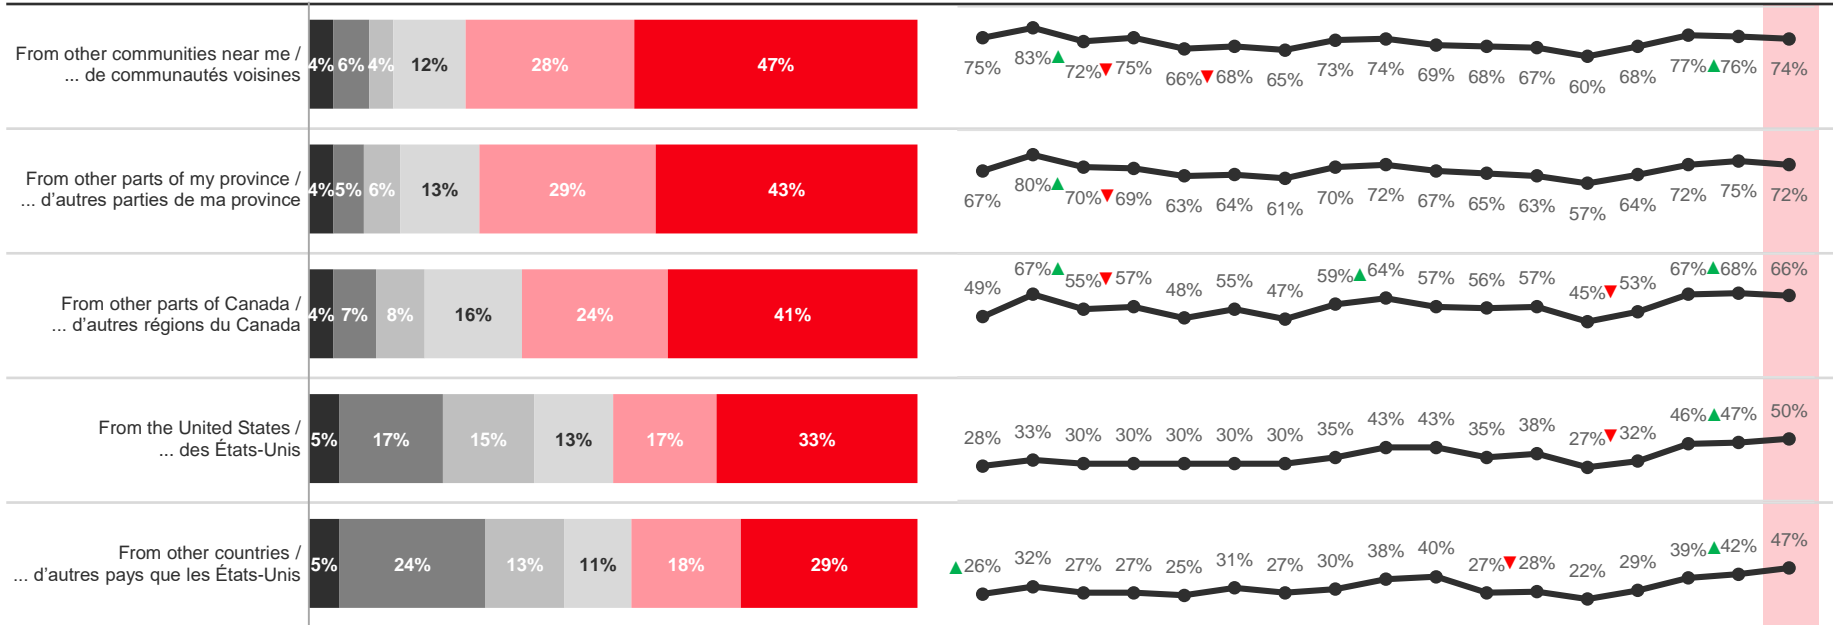 From other communities near me /
... de communautés voisines
4% 6% 4% 12% 28% 47%
75% 83% 72% 75% 66% 68% 65% 73% 74% 69% 68% 67% 60% 68% 77% 76% 74%
From other parts of my province /
... d'autres parties de ma province
4% 5% 6% 13% 29% 43%
67% 80% 70% 69% 63% 64% 61% 70% 72% 67% 65% 63% 57% 64% 72% 75% 72%
From other parts of Canada /
... d'autres régions du Canada
4% 7% 8% 16% 24% 41%
49% 67% 55% 57% 48% 55% 47% 59% 64% 57% 56% 57% 45% 53% 67% 68% 66%
From the United States /
... des États-Unis
5% 17% 15% 13% 17% 33%
28% 33% 30% 30% 30% 30% 30% 35% 43% 43% 35% 38% 27% 32% 46% 47% 50%
From other countries /
... d'autres pays que les États-Unis
5% 24% 13% 11% 18% 29%
26% 32% 27% 27% 25% 31% 27% 30% 38% 40% 27% 28% 22% 29% 39% 42% 47%